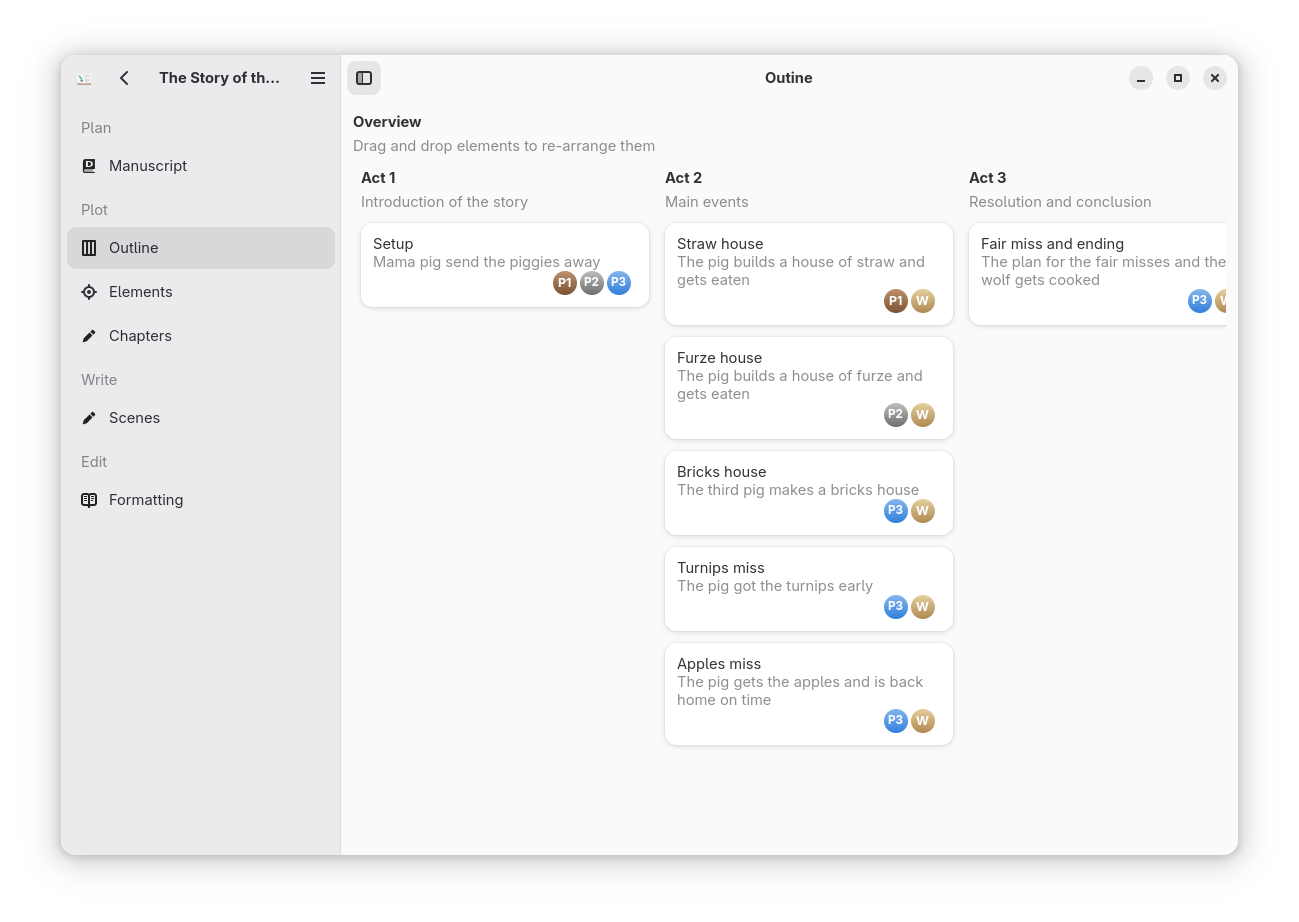 The Story of th...
Plan
Manuscript
Plot
Outline
Elements
Chapters
Write
Scenes
Edit
Formatting
Outine
Overview
Drag and drop elements to re-arrange them
Act 1
Introduction of the story
Setup
Mama pig send the piggies away
P1 P2 P3
Act 2
Main events
Straw house
The pig builds a house of straw and
gets eaten
P1 W
Furze house
The pig builds a house of furze and
gets eaten
P2 W
Bricks house
The third pig makes a bricks house
P3 W
Turnips miss
The pig got the turnips early
P3 W
Apples miss
The pig gets the apples and is back
home on time
P3 W
Act 3
Resolution and conclusion
Fair miss and ending
The plan for the fair misses and the
wolf gets cooked
P3 W